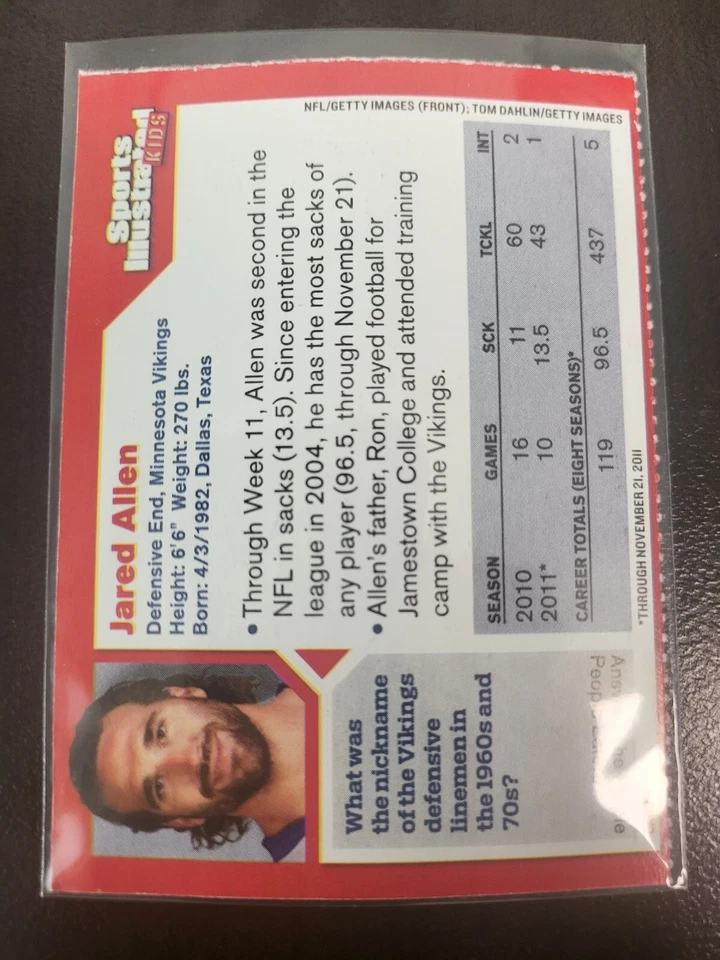 Sports
Illustrated
KIDS
NFL/GETTY IMAGES (FRONT); TOM DAHLIN/GETTY IMAGES
Jared Allen
Defensive End, Minnesota Vikings
Height: 6'6" Weight: 270 lbs.
Born: 4/3/1982, Dallas, Texas
• Through Week 11, Allen was second in the
NFL in sacks (13.5). Since entering the
league in 2004, he has the most sacks of
any player (96.5, through November 21).
• Allen's father, Ron, played football for
Jamestown College and attended training
camp with the Vikings.
SEASON GAMES SCK TCKL INT
2010 16 11 60 2
2011* 10 13.5 43 1
CAREER TOTALS (EIGHT SEASONS)*
119 96.5 437 5
*THROUGH NOVEMBER 21, 2011
What was
the nickname
of the Vikings
defensive
linemen in
the 1960s and
70s?